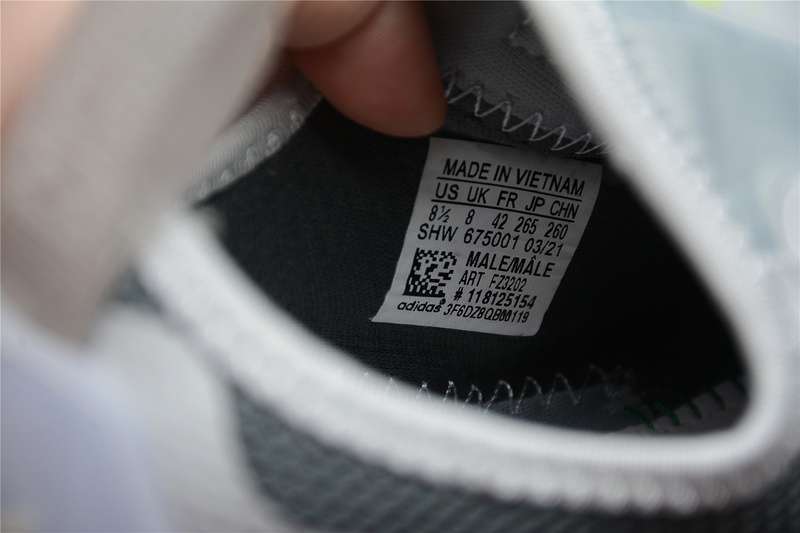 MADE IN VIETNAM
US UK FR JP CHN
8½ 8 42 265 260
SHW 675001 03/21
MALE/MÂLE
ART FZ3202
# 118125154
adidas 3F6DZ8QB00119